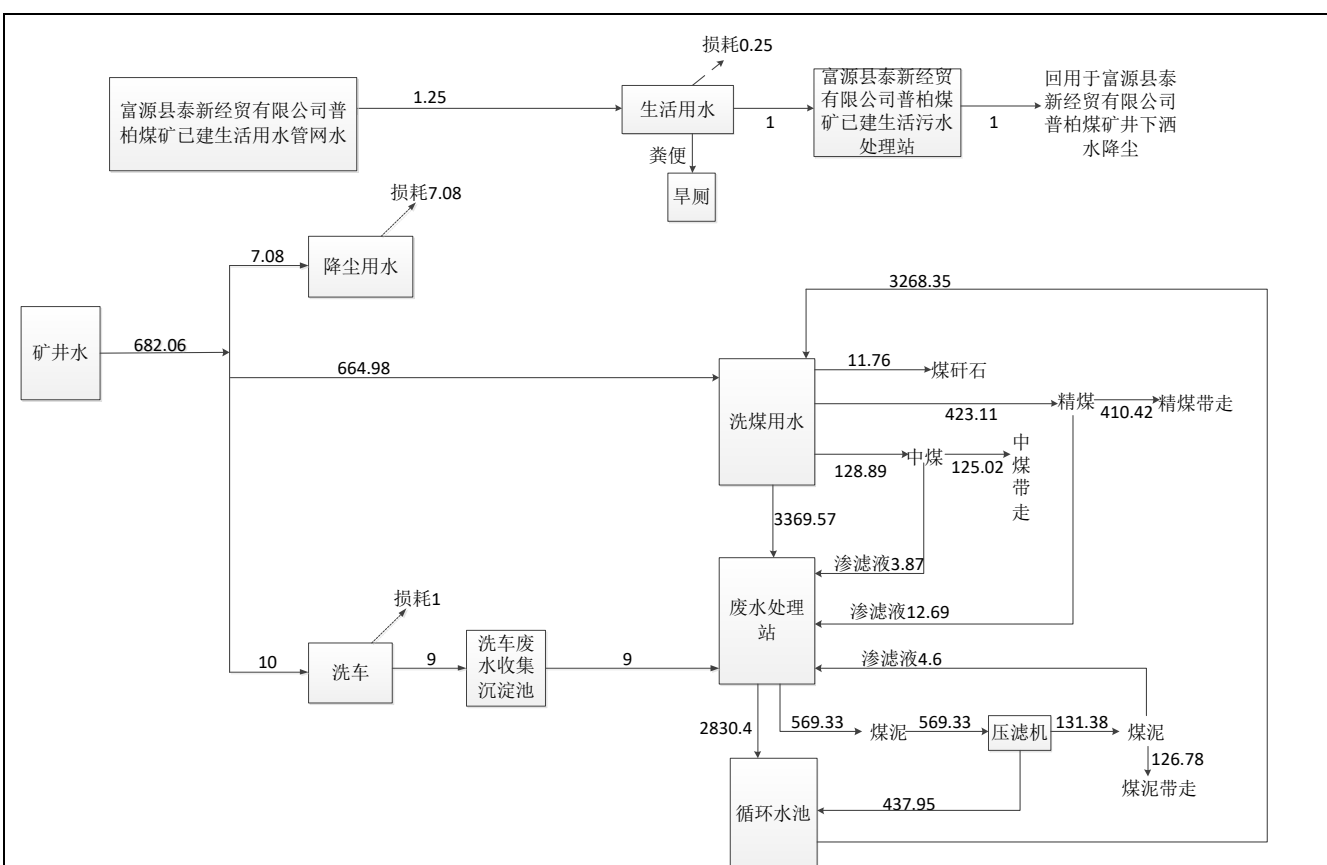 损耗0.25
富源县泰新经贸有限公司普
柏煤矿已建生活用水管网水
1.25
生活用水
1
富源县泰新经贸
有限公司普柏煤
矿已建生活污水
处理站
1
回用于富源县泰
新经贸有限公司
普柏煤矿井下洒
水降尘
粪便
旱厕
损耗7.08
7.08
降尘用水
3268.35
矿井水
682.06
664.98
洗煤用水
11.76
煤矸石
423.11
精煤
410.42
精煤带走
128.89
中煤
125.02
中
煤
带
走
3369.57
渗滤液3.87
废水处理
站
渗滤液12.69
损耗1
10
洗车
9
洗车废
水收集
沉淀池
9
渗滤液4.6
2830.4
569.33
煤泥
569.33
压滤机
131.38
煤泥
126.78
煤泥带走
437.95
循环水池